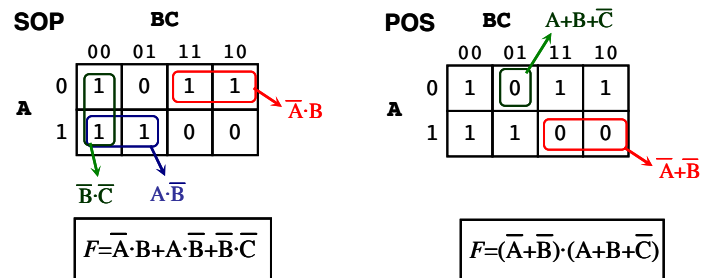 SOP BC
00 01 11 10
A
0 1 0 1 1
1 1 1 0 0
A̅·B
B̅·C̅
A·B̅
F=A̅·B+A·B̅+B̅·C̅
POS BC
A+B+C̅
00 01 11 10
A
0 1 0 1 1
1 1 1 0 0
A̅+B̅
F=(A̅+B̅)·(A+B+C̅)